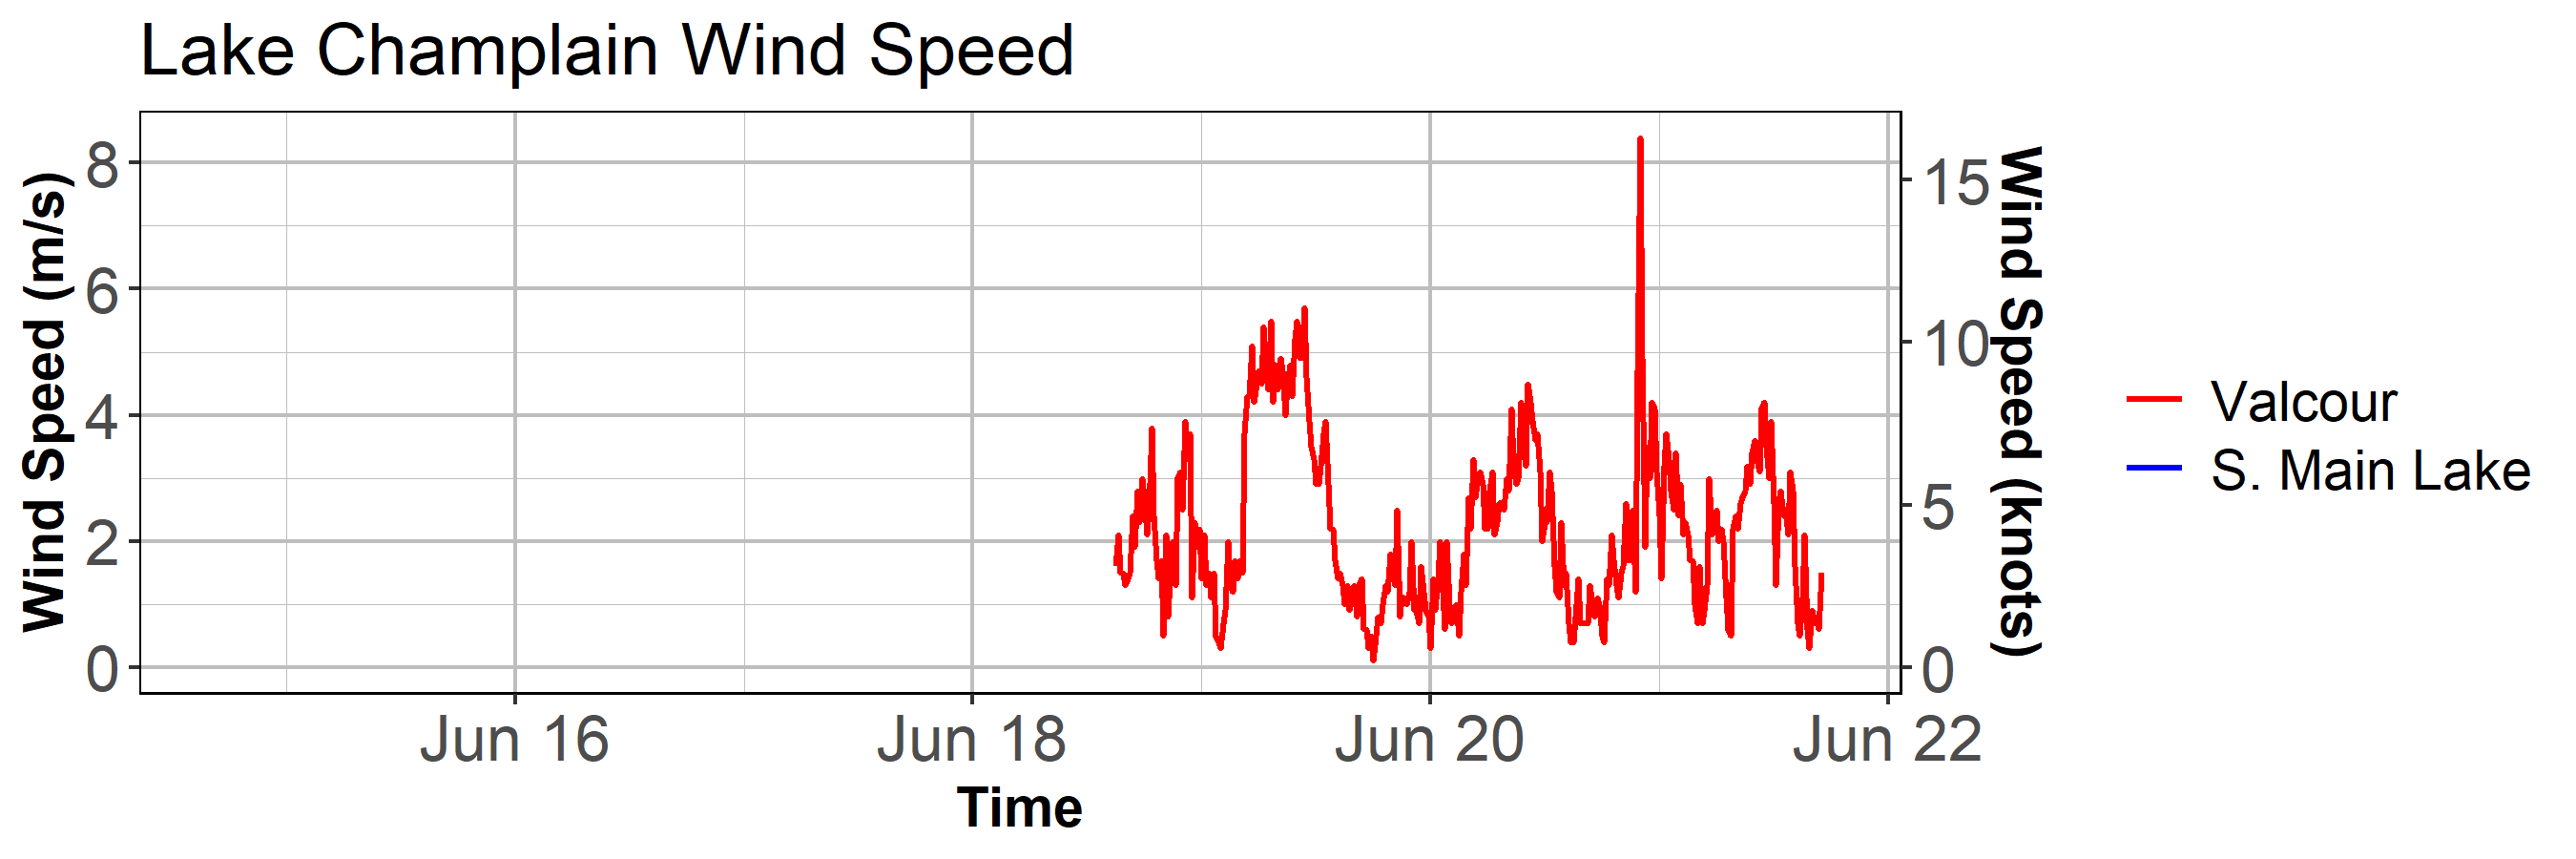 Lake Champlain Wind Speed
Wind Speed (m/s)
8
6
4
2
0
15
10
5
0
Wind Speed (knots)
Jun 16
Jun 18
Jun 20
Jun 22
Time
Valcour
S. Main Lake